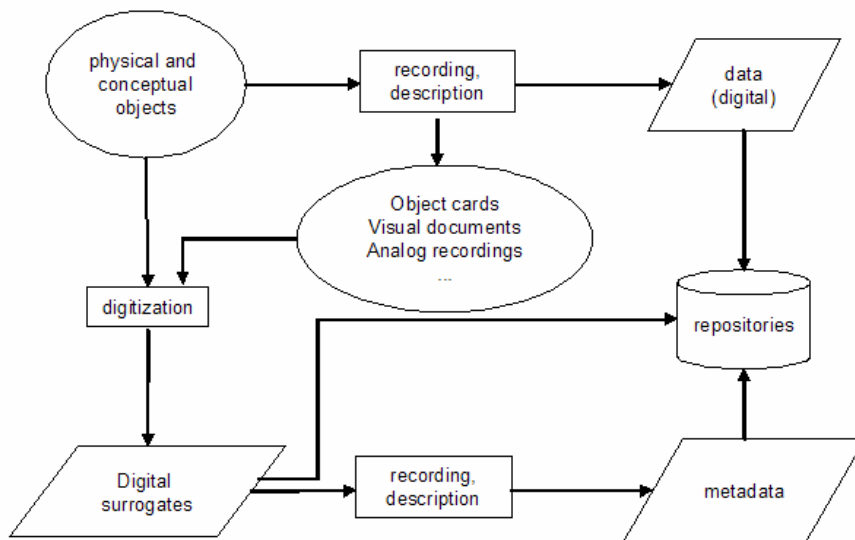 physical and
conceptual
objects
recording,
description
data
(digital)
Object cards
Visual documents
Analog recordings
...
digitization
repositories
Digital
surrogates
recording,
description
metadata